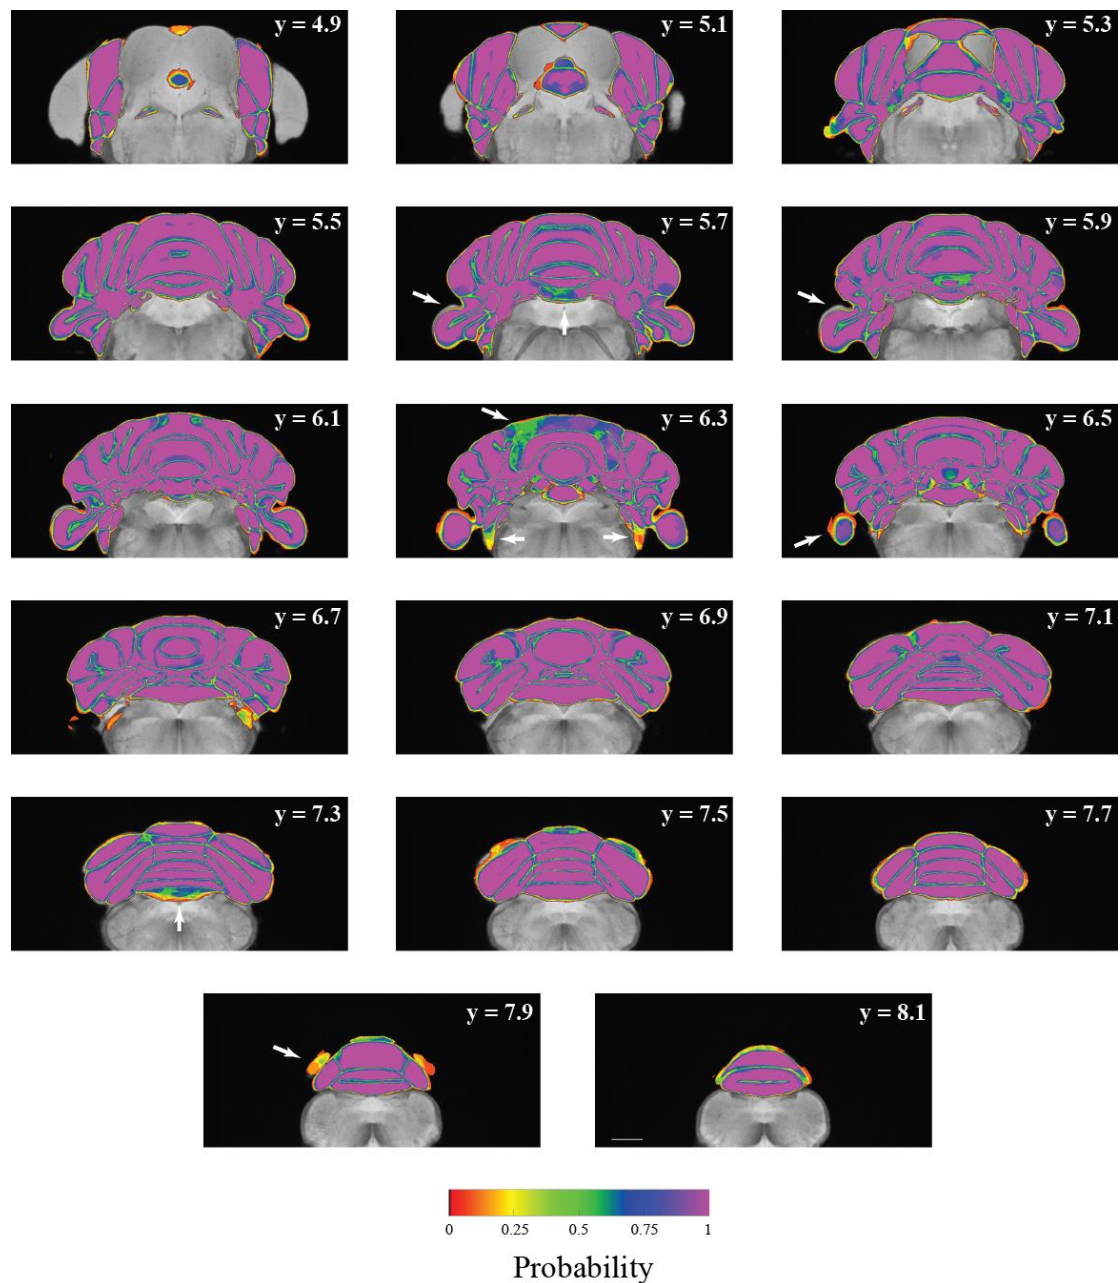 y = 4.9
y = 5.1
y = 5.3
y = 5.5
y = 5.7
y = 5.9
y = 6.1
y = 6.3
y = 6.5
y = 6.7
y = 6.9
y = 7.1
y = 7.3
y = 7.5
y = 7.7
y = 7.9
y = 8.1
0 0.25 0.5 0.75 1
Probability